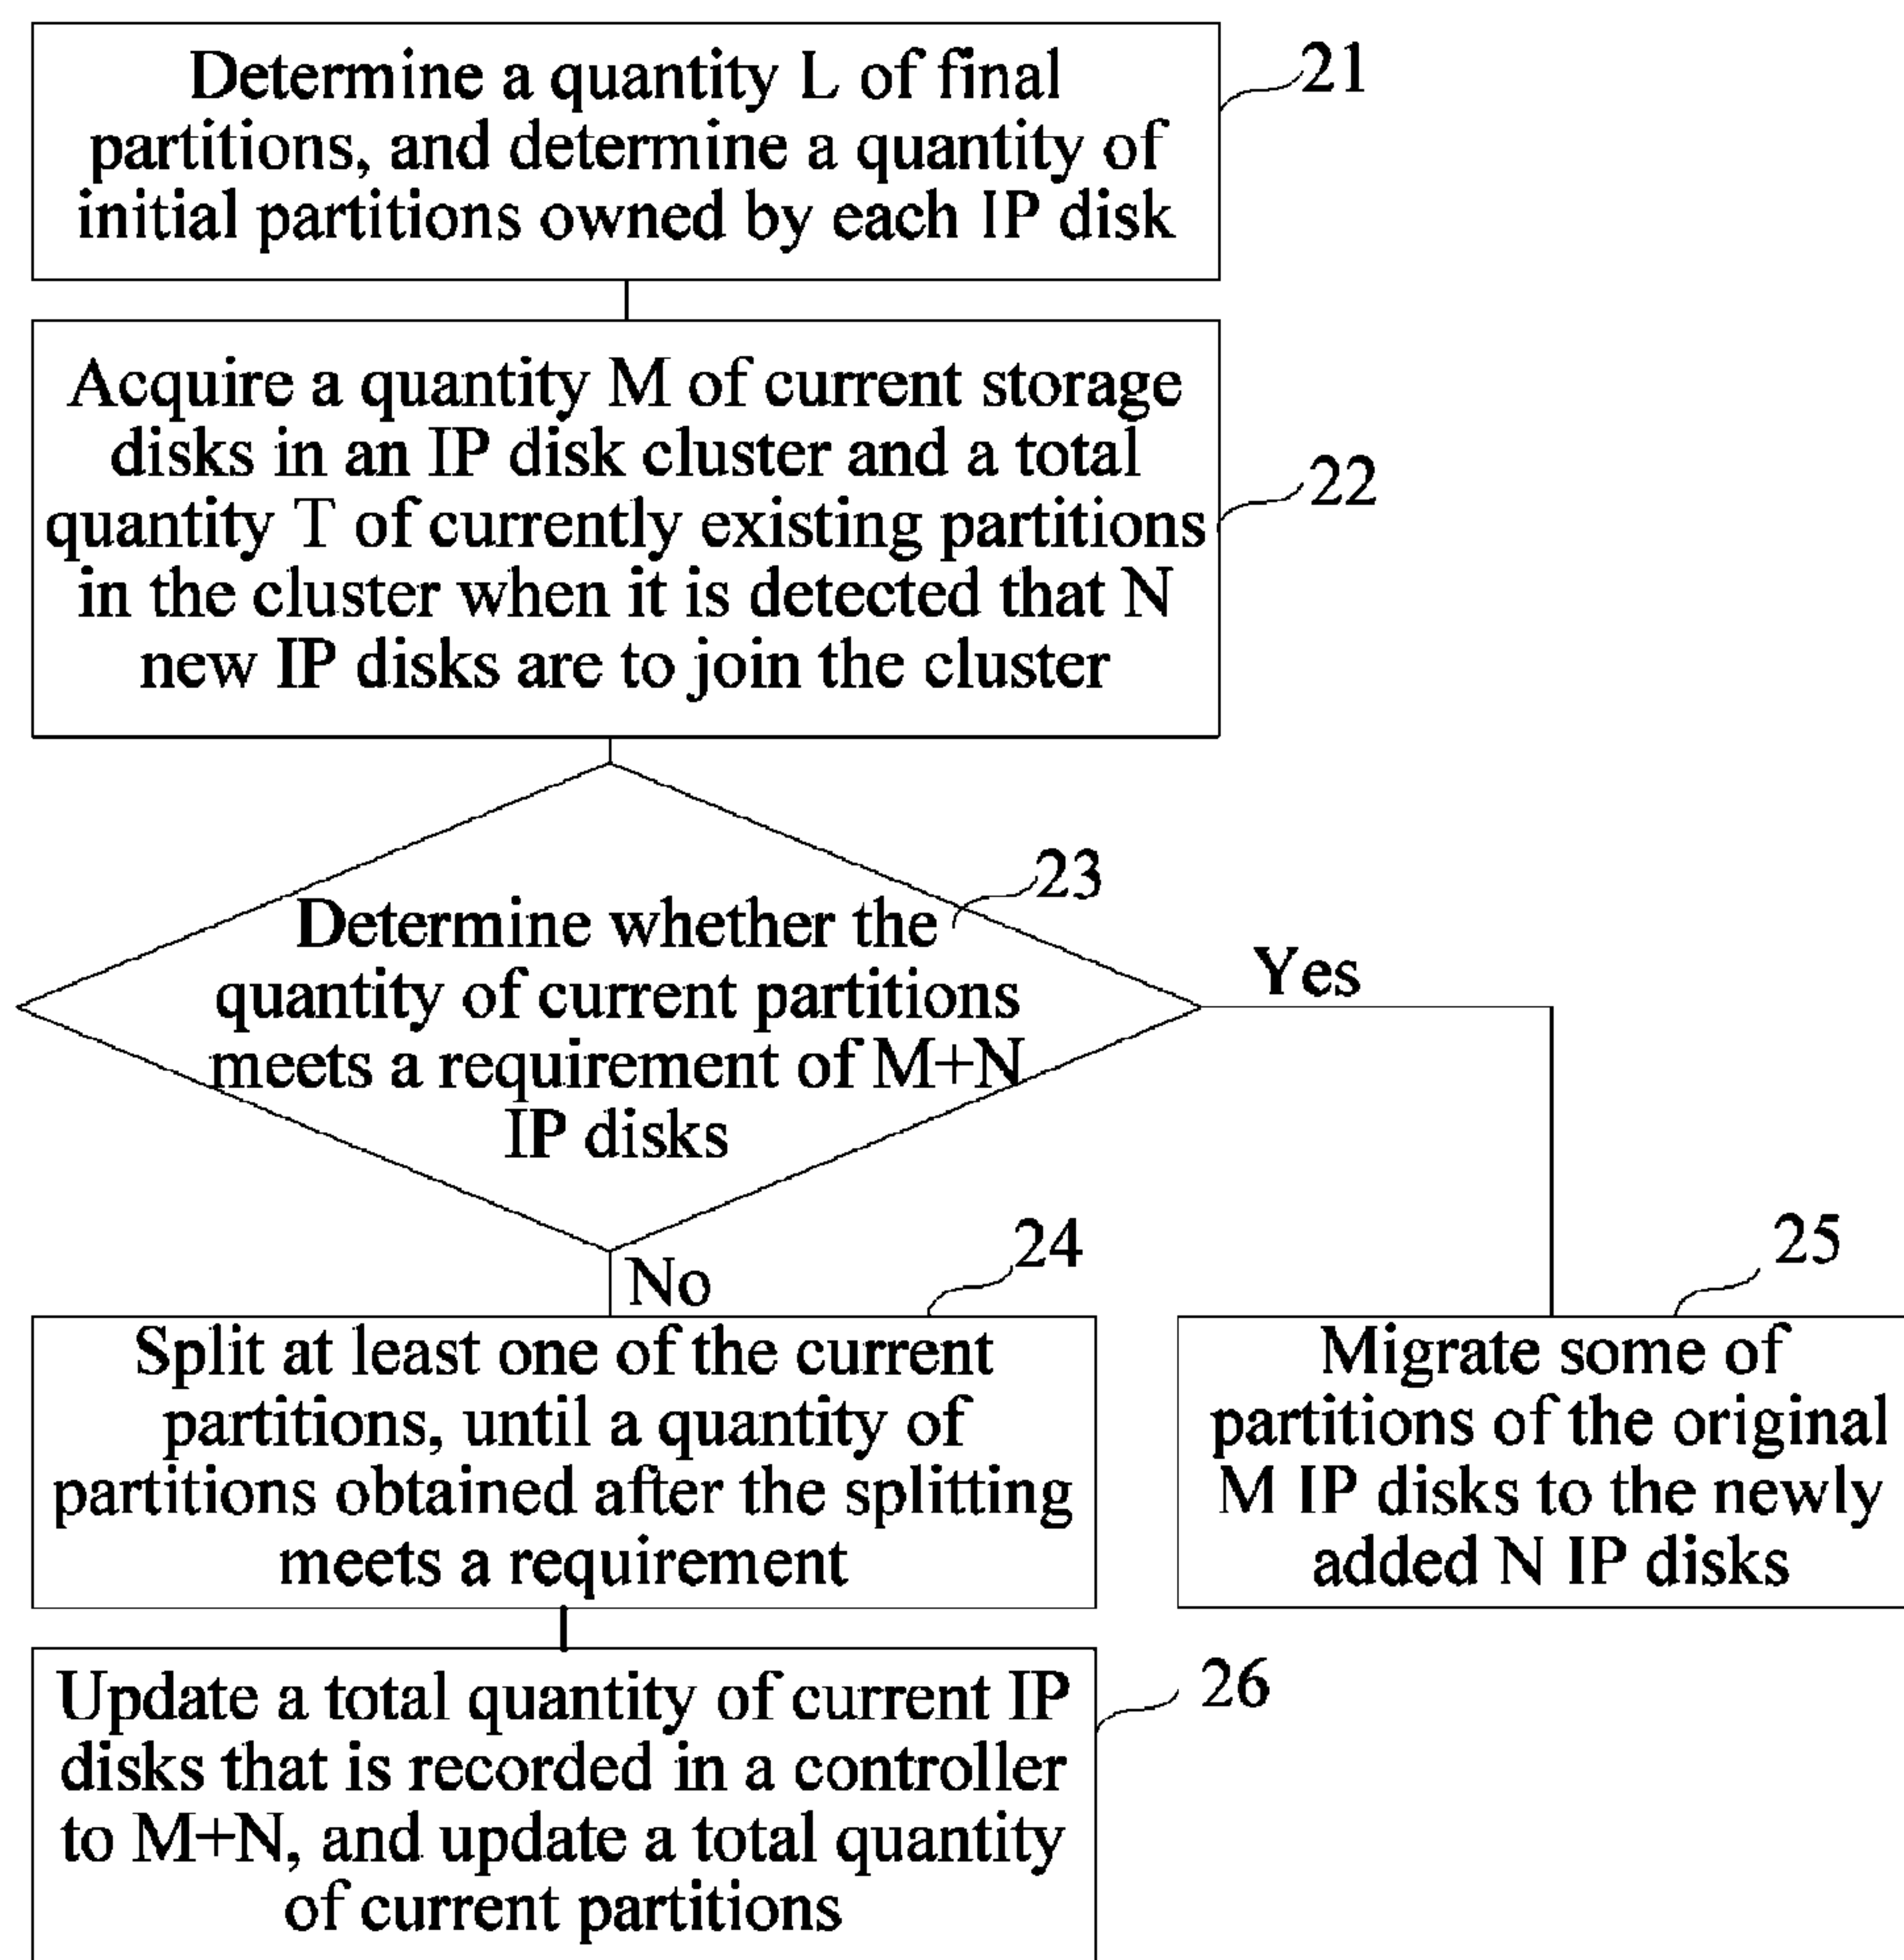 Determine a quantity L of final
partitions, and determine a quantity of
initial partitions owned by each IP disk
21
Acquire a quantity M of current storage
disks in an IP disk cluster and a total
quantity T of currently existing partitions
in the cluster when it is detected that N
new IP disks are to join the cluster
22
23
Determine whether the
quantity of current partitions
meets a requirement of M+N
IP disks
Yes
No
24
Split at least one of the current
partitions, until a quantity of
partitions obtained after the splitting
meets a requirement
25
Migrate some of
partitions of the original
M IP disks to the newly
added N IP disks
Update a total quantity of current IP
disks that is recorded in a controller
to M+N, and update a total quantity
of current partitions
26